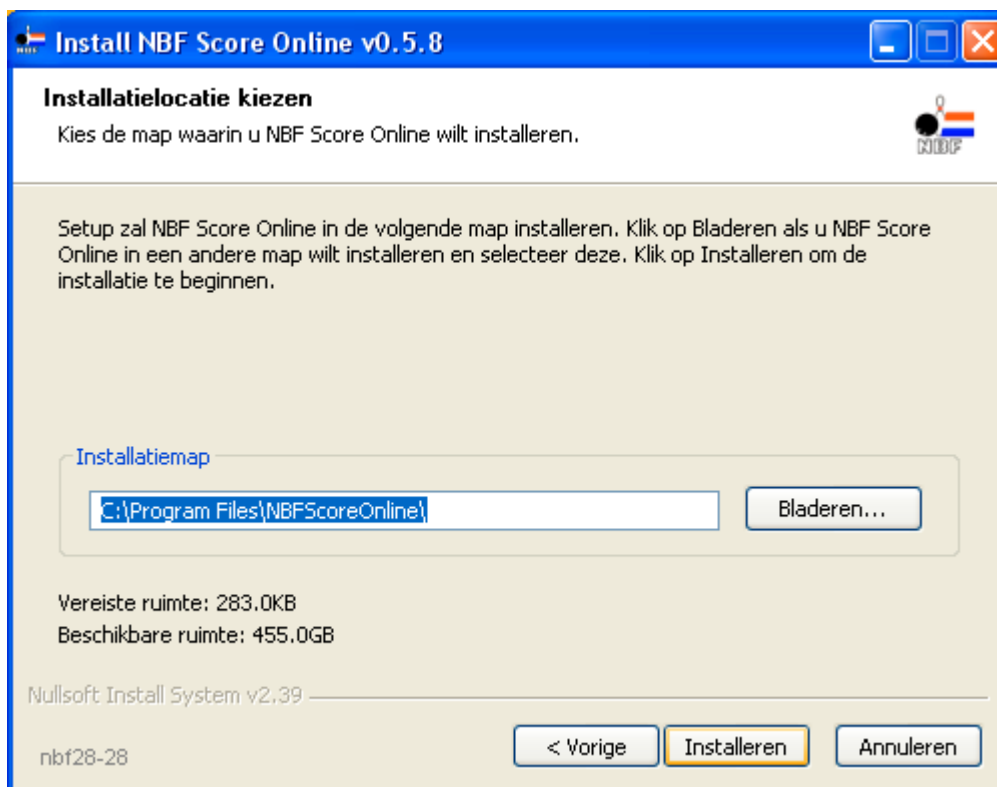 Install NBF Score Online v0.5.8
Installatielocatie kiezen
Kies de map waarin u NBF Score Online wilt installeren.
NBF
Setup zal NBF Score Online in de volgende map installeren. Klik op Bladeren als u NBF Score
Online in een andere map wilt installeren en selecteer deze. Klik op Installeren om de
installatie te beginnen.
Installatiemap
C:\Program Files\NBFScoreOnline\
Bladeren...
Vereiste ruimte: 283.0KB
Beschikbare ruimte: 455.0GB
Nullsoft Install System v2.39
nbf28-28
< Vorige
Installeren
Annuleren